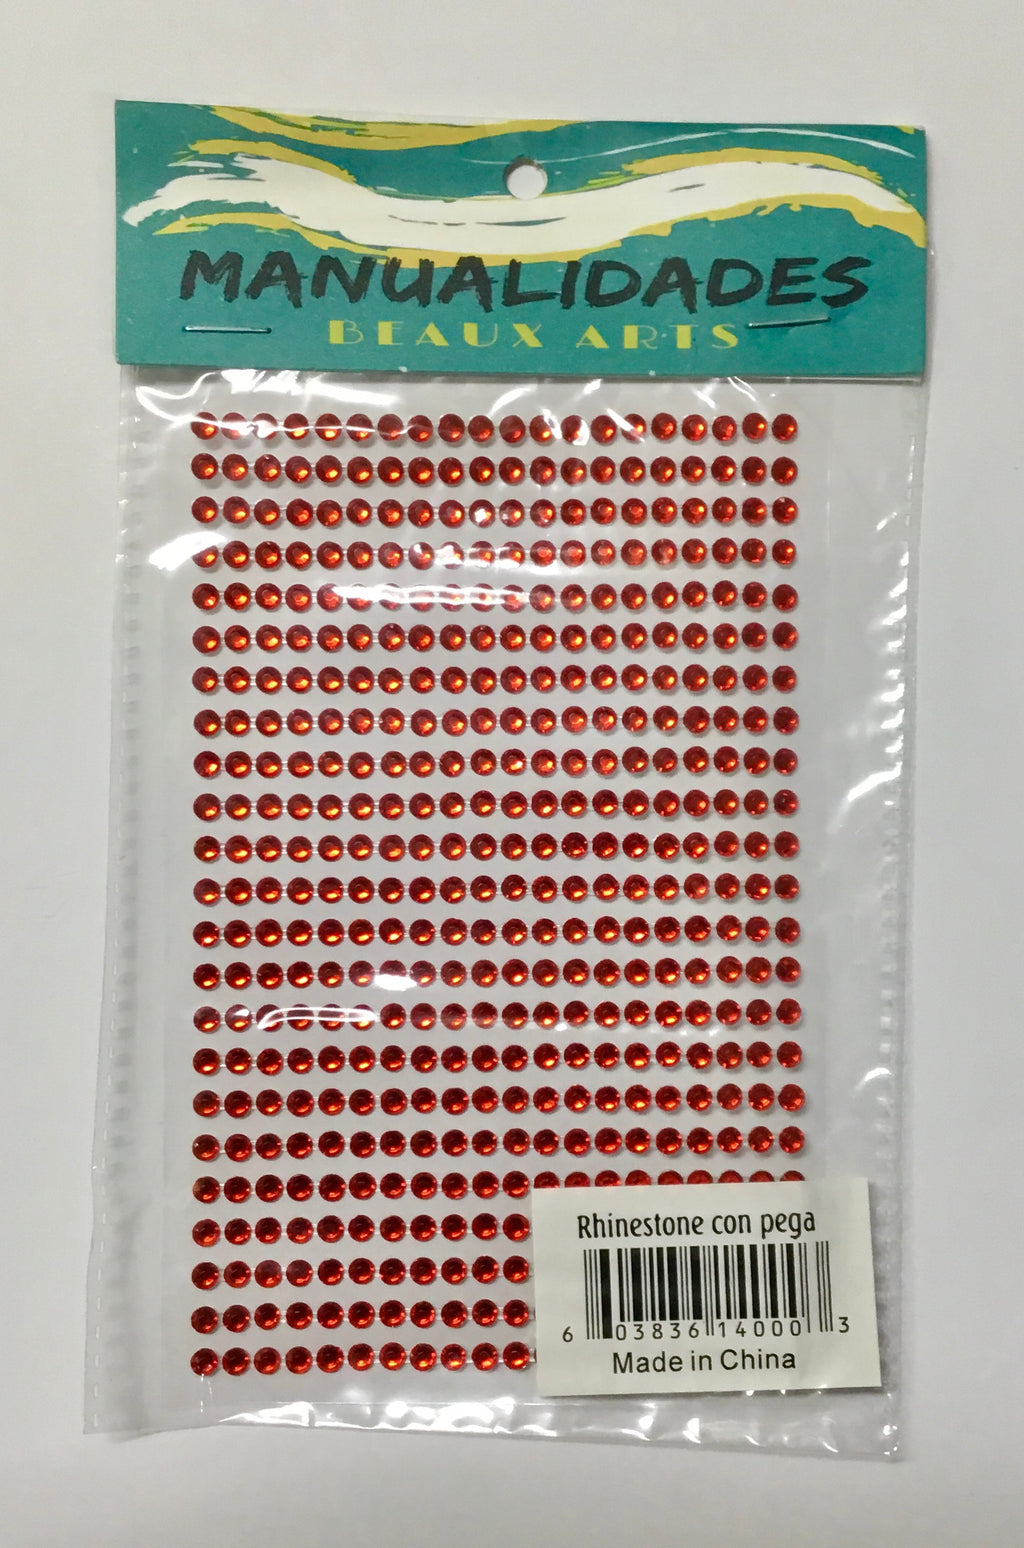 MANUALIDADES
BEAUX ARTS
Rhinestone con pega
6 03836 14000 3
Made in China